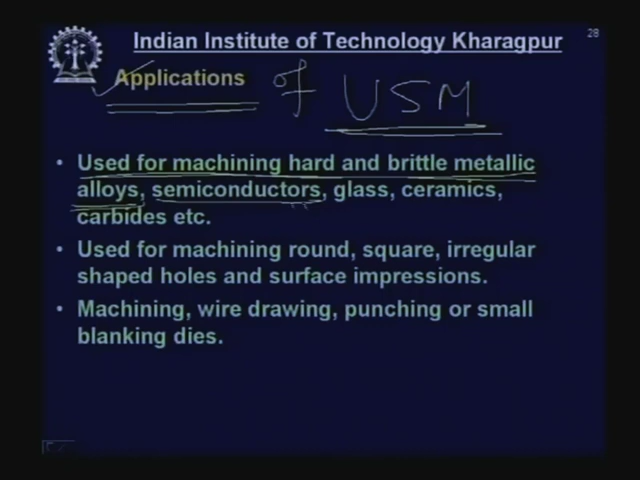 Indian Institute of Technology Kharagpur
28
Applications of USM
• Used for machining hard and brittle metallic
alloys, semiconductors, glass, ceramics,
carbides etc.
• Used for machining round, square, irregular
shaped holes and surface impressions.
• Machining, wire drawing, punching or small
blanking dies.